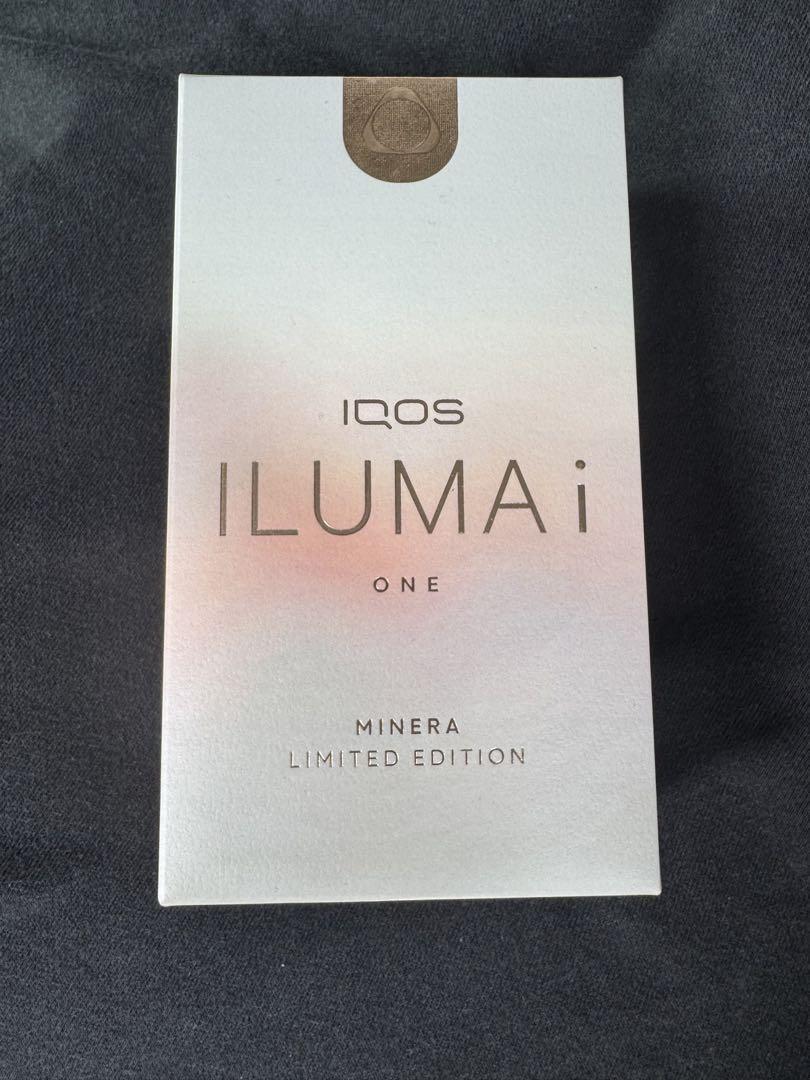 IQOS
ILUMA i
ONE
MINERA
LIMITED EDITION